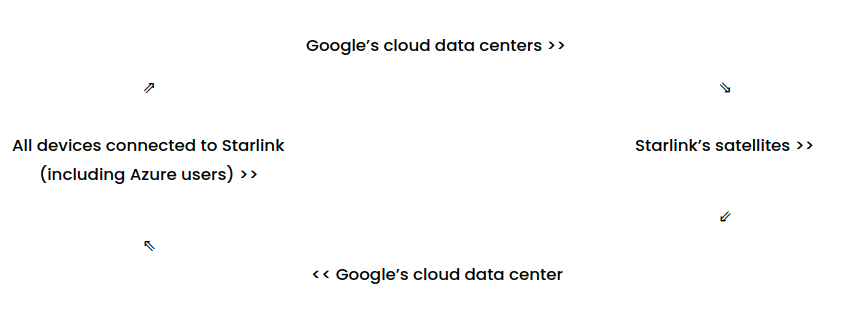 Google’s cloud data centers >>
⇗
⇘
All devices connected to Starlink
Starlink’s satellites >>
(including Azure users) >>
⇙
⇖
<< Google’s cloud data center